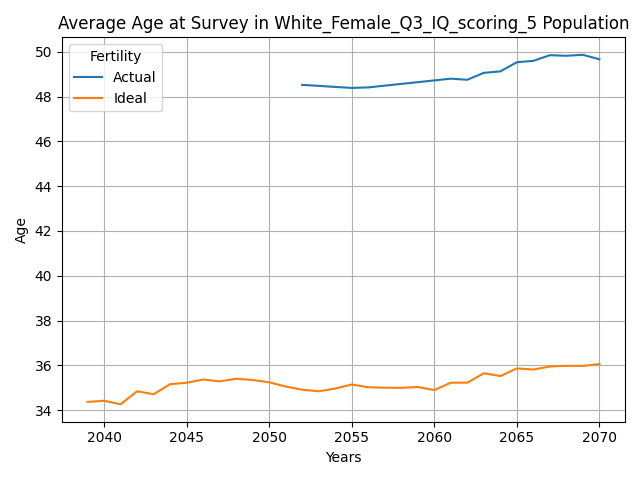 Average Age at Survey in White_Female_Q3_IQ_scoring_5 Population
Fertility
Actual
Ideal
50
48
46
44
42
40
38
36
34
Age
2040 2045 2050 2055 2060 2065 2070
Years